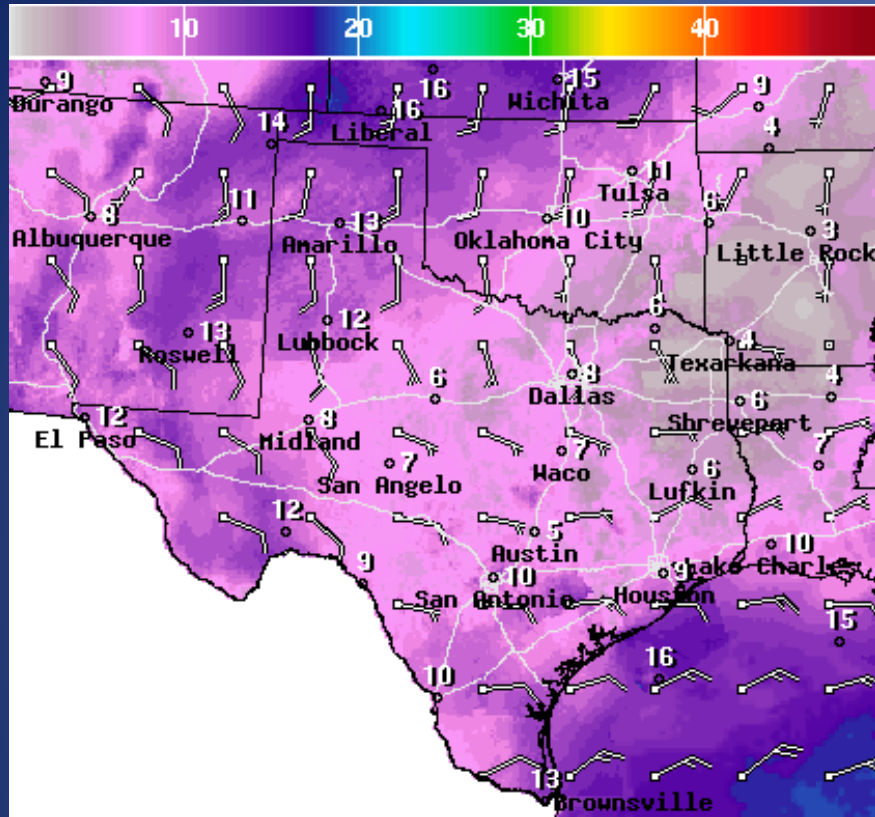 10 20 30 40
9 16 15 9
Durango Wichita
16
Liberal
14 4
11
Tulsa
8 11 13 10 6 3
Albuquerque Amarillo Oklahoma City Little Rock
13 12 6 4
Roswell Lubbock Texarkana
8
Dallas
12 8 6 6 4
El Paso Midland Shreveport
7 7 6 7
San Angelo Waco Lufkin
12 5 10
Austin Lake Charles
9 10 9
San Antonio Houston
15
16
10
13
Brownsville